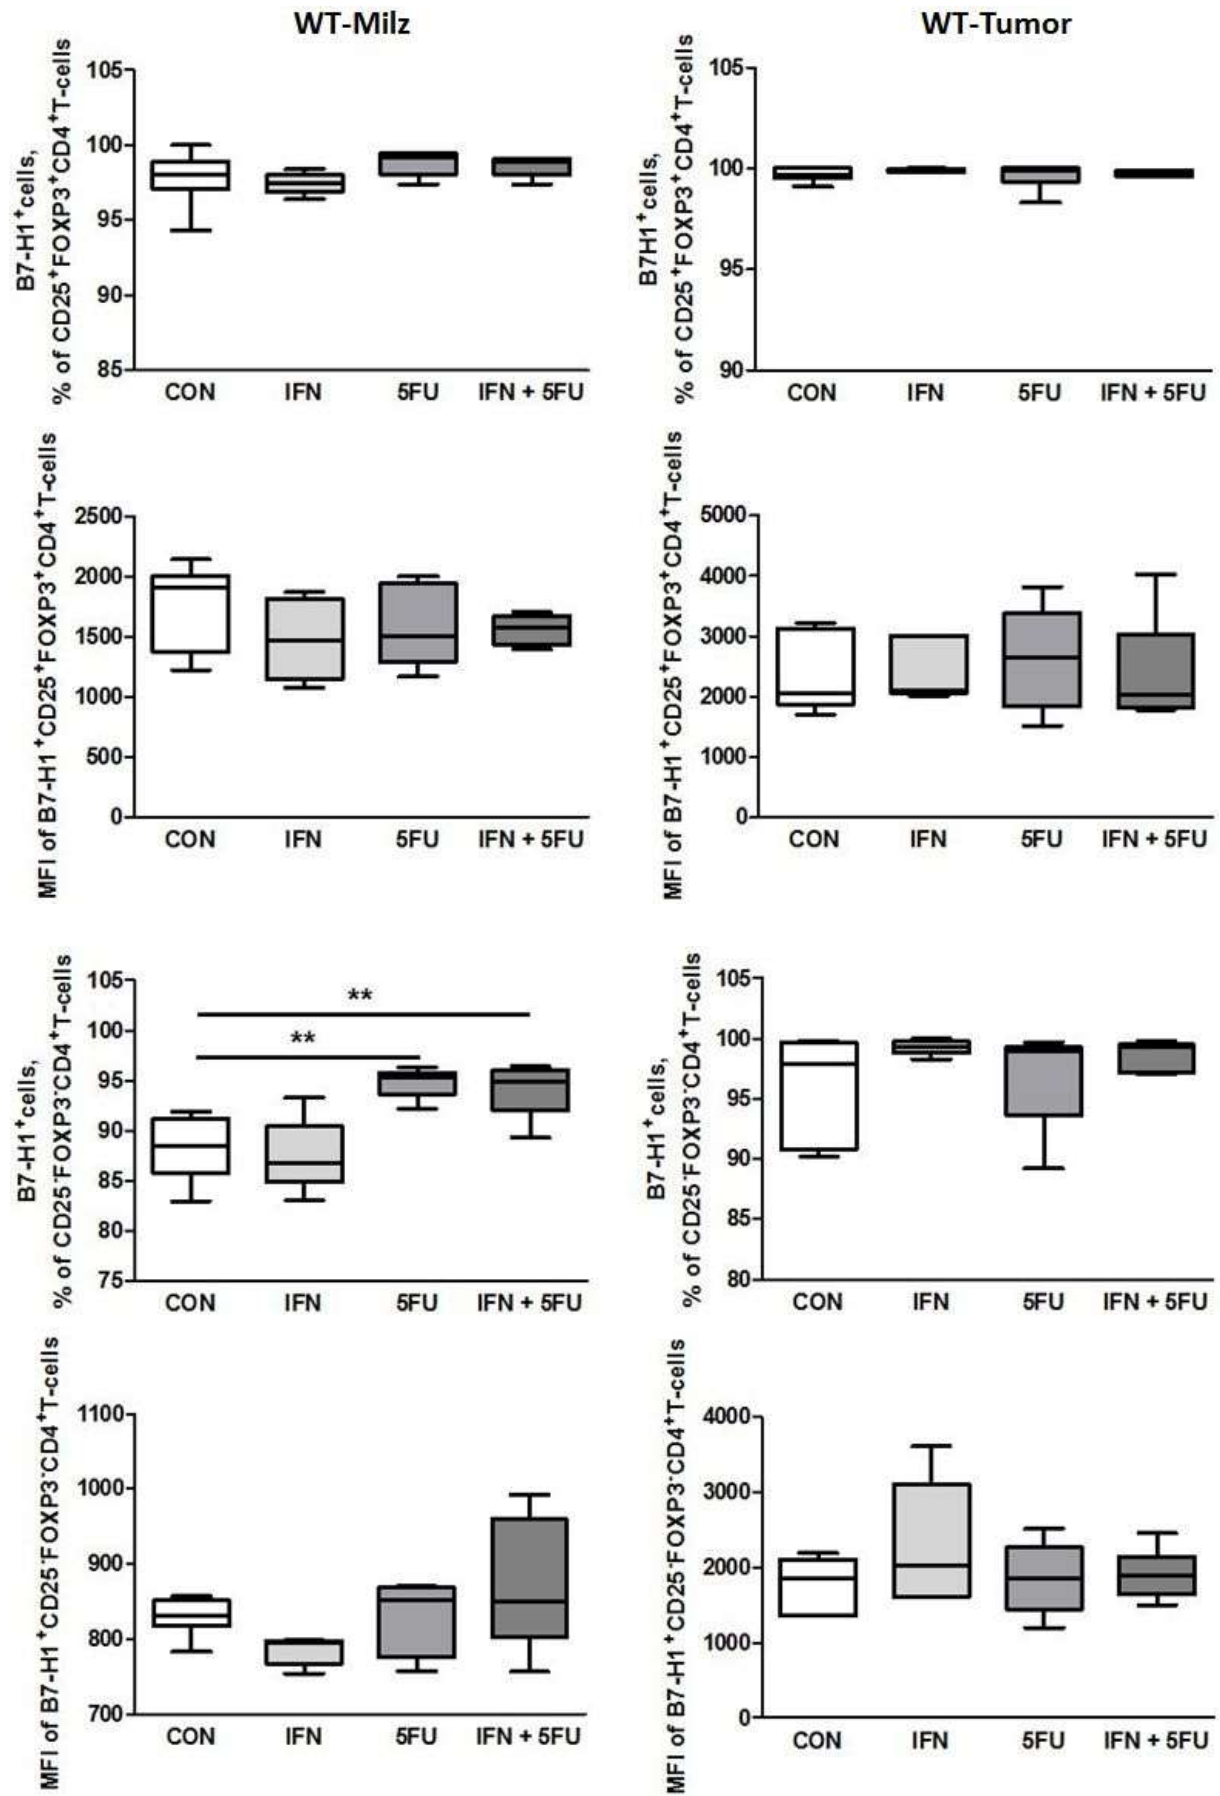 WT-Milz
WT-Tumor
B7-H1⁺cells,
% of CD25⁺FOXP3⁺CD4⁺T-cells
105
100
95
90
85
CON IFN 5FU IFN + 5FU
B7H1⁺cells,
% of CD25⁺FOXP3⁺CD4⁺T-cells
105
100
95
90
CON IFN 5FU IFN + 5FU
MFI of B7-H1⁺CD25⁺FOXP3⁺CD4⁺T-cells
2500
2000
1500
1000
500
0
CON IFN 5FU IFN + 5FU
MFI of B7-H1⁺CD25⁺FOXP3⁺CD4⁺T-cells
5000
4000
3000
2000
1000
0
CON IFN 5FU IFN + 5FU
B7-H1⁺cells,
% of CD25⁻FOXP3⁻CD4⁺T-cells
105
100
95
90
85
80
75
**
**
CON IFN 5FU IFN + 5FU
B7-H1⁺cells,
% of CD25⁻FOXP3⁻CD4⁺T-cells
105
100
95
90
85
80
CON IFN 5FU IFN + 5FU
MFI of B7-H1⁺CD25⁻FOXP3⁻CD4⁺T-cells
1100
1000
900
800
700
CON IFN 5FU IFN + 5FU
MFI of B7-H1⁺CD25⁻FOXP3⁻CD4⁺T-cells
4000
3000
2000
1000
0
CON IFN 5FU IFN + 5FU